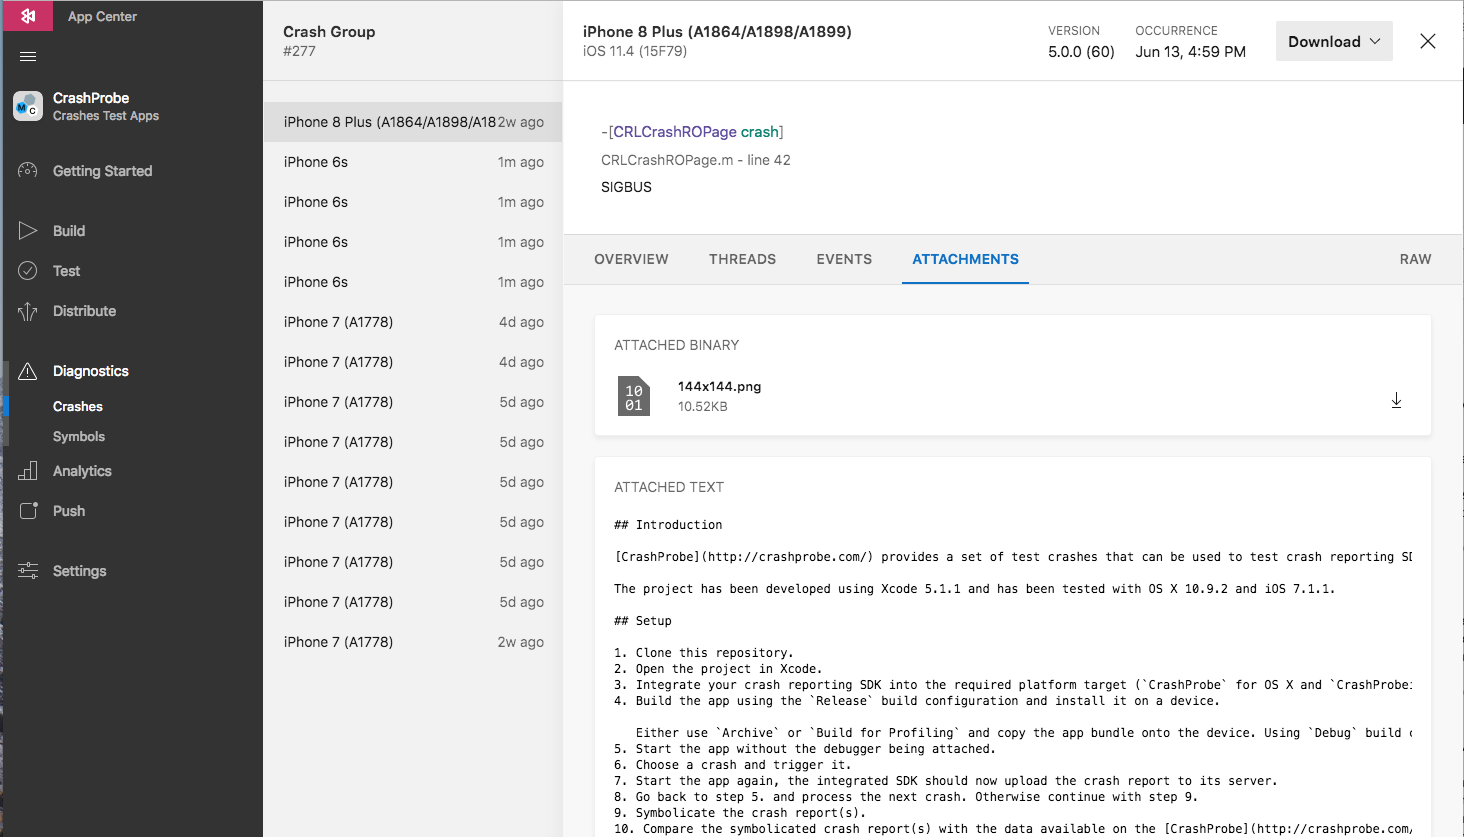 App Center
CrashProbe
Crashes Test Apps
Getting Started
Build
Test
Distribute
Diagnostics
Crashes
Symbols
Analytics
Push
Settings
Crash Group
#277
iPhone 8 Plus (A1864/A1898/A18 2w ago
iPhone 6s 1m ago
iPhone 6s 1m ago
iPhone 6s 1m ago
iPhone 6s 1m ago
iPhone 7 (A1778) 4d ago
iPhone 7 (A1778) 4d ago
iPhone 7 (A1778) 5d ago
iPhone 7 (A1778) 5d ago
iPhone 7 (A1778) 5d ago
iPhone 7 (A1778) 5d ago
iPhone 7 (A1778) 5d ago
iPhone 7 (A1778) 5d ago
iPhone 7 (A1778) 2w ago
iPhone 8 Plus (A1864/A1898/A1899)
iOS 11.4 (15F79)
VERSION
5.0.0 (60)
OCCURRENCE
Jun 13, 4:59 PM
Download
-[CRLCrashROPage crash]
CRLCrashROPage.m - line 42
SIGBUS
OVERVIEW THREADS EVENTS ATTACHMENTS RAW
ATTACHED BINARY
10
01
144x144.png
10.52KB
ATTACHED TEXT
## Introduction
[CrashProbe](http://crashprobe.com/) provides a set of test crashes that can be used to test crash reporting
The project has been developed using Xcode 5.1.1 and has been tested with OS X 10.9.2 and iOS 7.1.1.
## Setup
1. Clone this repository.
2. Open the project in Xcode.
3. Integrate your crash reporting SDK into the required platform target (`CrashProbe` for OS X and `CrashProbe
4. Build the app using the `Release` build configuration and install it on a device.
Either use `Archive` or `Build for Profiling` and copy the app bundle onto the device. Using `Debug` build
5. Start the app without the debugger being attached.
6. Choose a crash and trigger it.
7. Start the app again, the integrated SDK should now upload the crash report to its server.
8. Go back to step 5. and process the next crash. Otherwise continue with step 9.
9. Symbolicate the crash report(s).
10. Compare the symbolicated crash report(s) with the data available on the [CrashProbe](http://crashprobe.com/